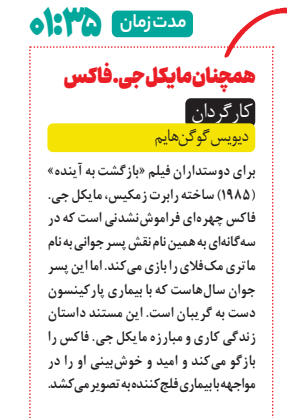 مدت زمان ۰۱:۳۵
همچنان مایکل جی. فاکس
کارگردان
دیویس گوگن‌هایم
برای دوستداران فیلم «بازگشت به آینده»
(۱۹۸۵) ساخته رابرت زمکیس، مایکل جی.
فاکس چهره‌ای فراموش‌نشدنی است که در
سه‌گانه‌ای به همین نام نقش پسر جوانی به نام
مارتی مک‌فلای را بازی می‌کند. اما این پسر
جوان سال‌هاست که با بیماری پارکینسون
دست به گریبان است. این مستند داستان
زندگی کاری و مبارزه مایکل جی. فاکس را
بازگو می‌کند و امید و خوش‌بینی او را در
مواجهه با بیماری فلج‌کننده به تصویر می‌کشد.